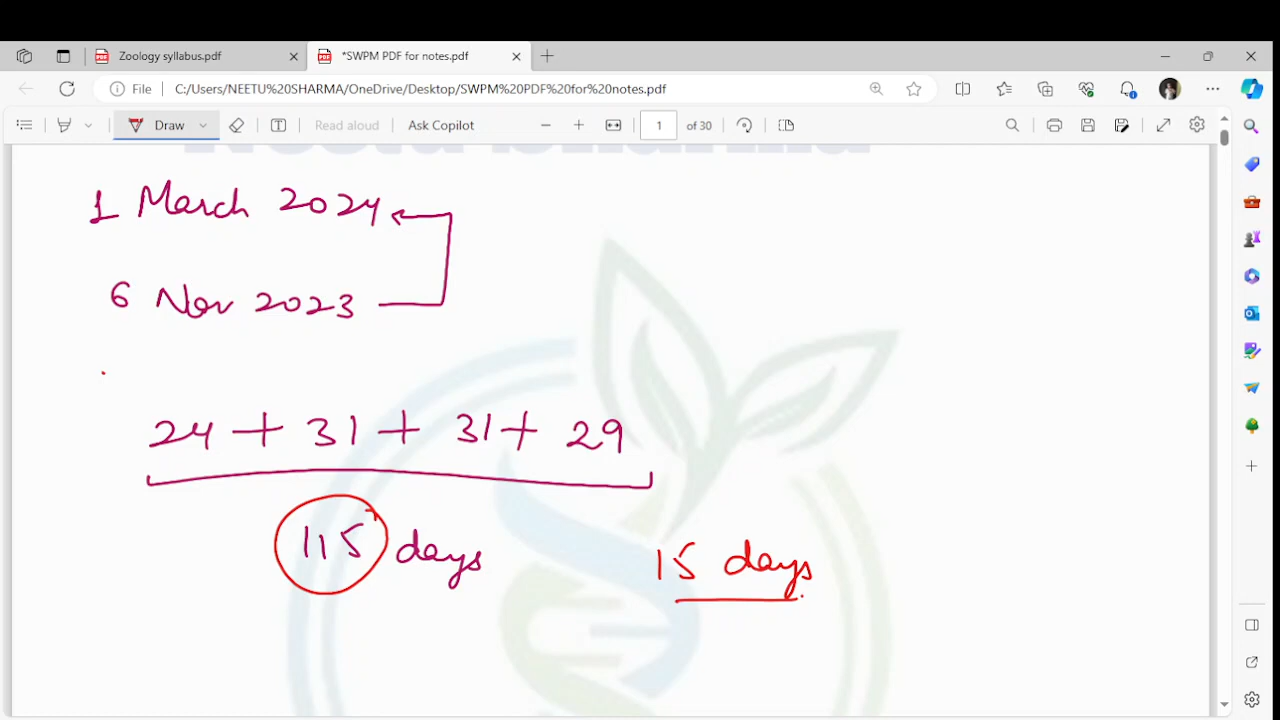 Zoology syllabus.pdf
*SWPM PDF for notes.pdf
File C:/Users/NEETU%20SHARMA/OneDrive/Desktop/SWPM%20PDF%20for%20notes.pdf
Draw Read aloud Ask Copilot 1 of 30
Neetu Sharma
1 March 2024
6 Nov 2023
24 + 31 + 31 + 29
115 days
15 days